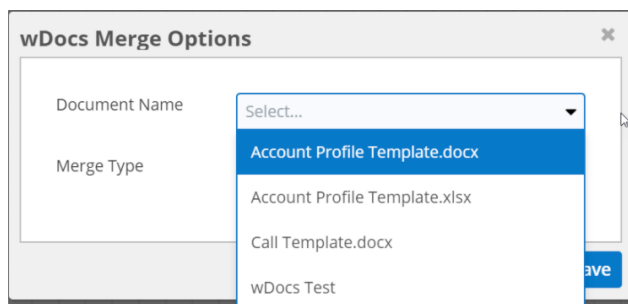 wDocs Merge Options
Document Name
Select...
Account Profile Template.docx
Merge Type
Account Profile Template.xlsx
Call Template.docx
wDocs Test